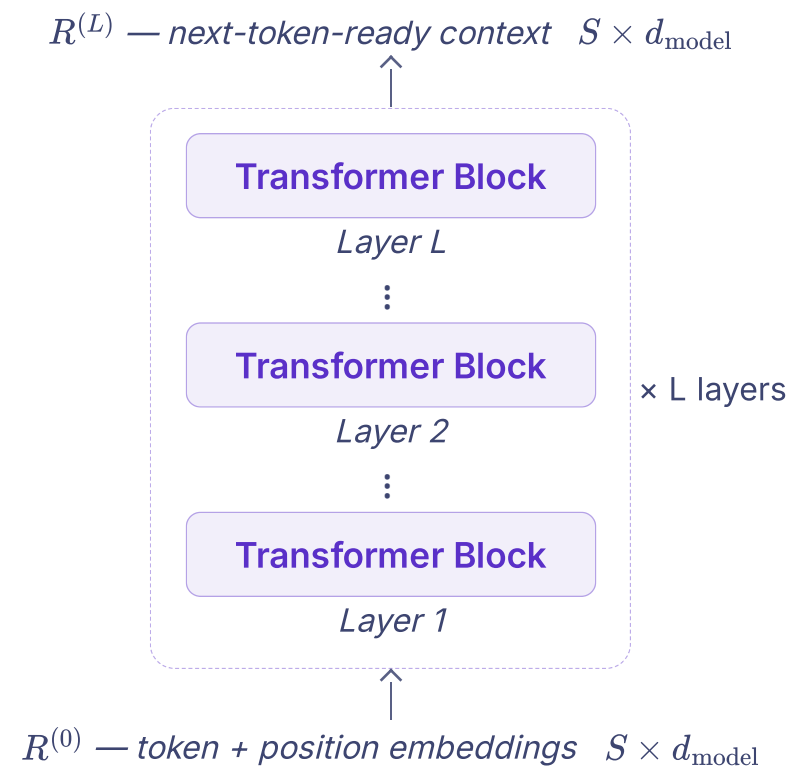 R^(L) — next-token-ready context S × d_model
Transformer Block
Layer L
⋮
Transformer Block
Layer 2
× L layers
⋮
Transformer Block
Layer 1
R^(0) — token + position embeddings S × d_model